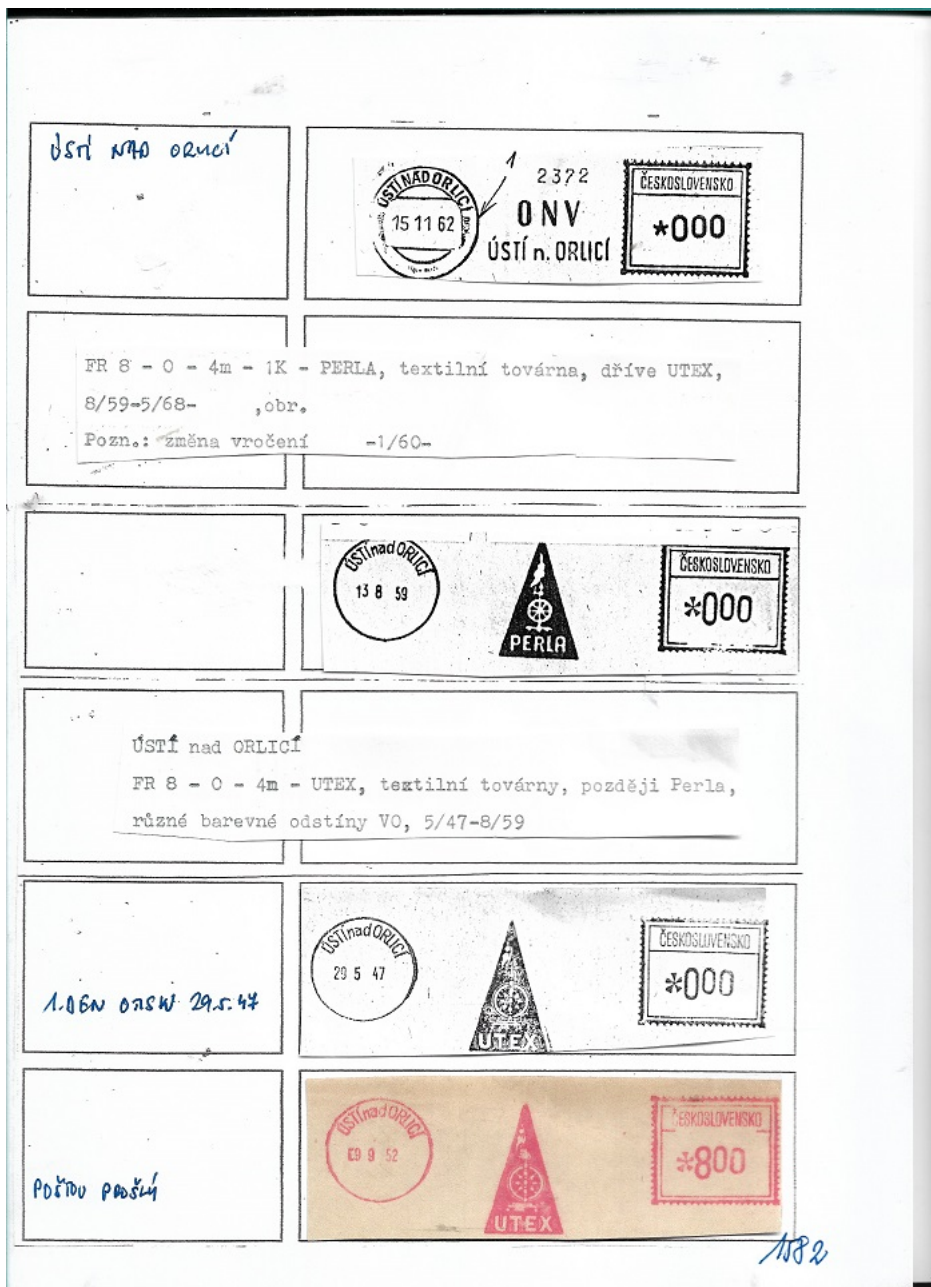 ÚSTÍ NAD ORLICÍ
1
ÚSTÍ NAD ORLICÍ
15 11 62
2372
ONV
ÚSTÍ n. ORLICÍ
ČESKOSLOVENSKO
*000
FR 8 - O - 4m - 1K - PERLA, textilní továrna, dříve UTEX,
8/59-5/68- ,obr.
Pozn.: změna vročení -1/60-
ÚSTÍ nad ORLICÍ
13 8 59
PERLA
ČESKOSLOVENSKO
*000
ÚSTÍ nad ORLICÍ
FR 8 - O - 4m - UTEX, textilní továrny, později Perla,
různé barevné odstíny VO, 5/47-8/59
1. DEN OTISKU 29.5.47
ÚSTÍ nad ORLICÍ
29 5 47
UTEX
ČESKOSLOVENSKO
*000
POŠTOU PROŠLÝ
ÚSTÍ nad ORLICÍ
09 9 52
UTEX
ČESKOSLOVENSKO
*800
1582